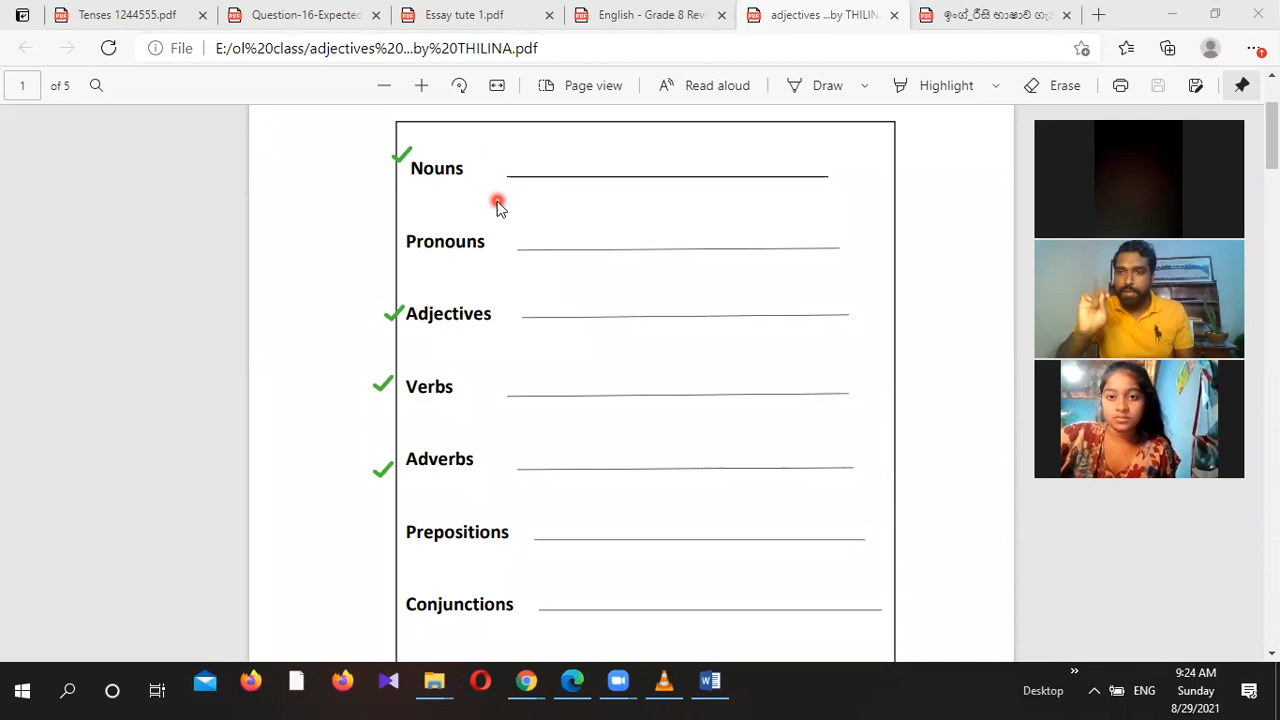 Tenses 1244555.pdf
Question-16-Expected
Essay tute 1.pdf
English - Grade 8 Rev
adjectives ...by THILINA
ඉංග්‍රීසි භාෂාව ගැන
File
E:/ol%20class/adjectives%20...by%20THILINA.pdf
1 of 5
Page view
Read aloud
Draw
Highlight
Erase
Nouns
Pronouns
Adjectives
Verbs
Adverbs
Prepositions
Conjunctions
Desktop
ENG
9:24 AM
Sunday
8/29/2021